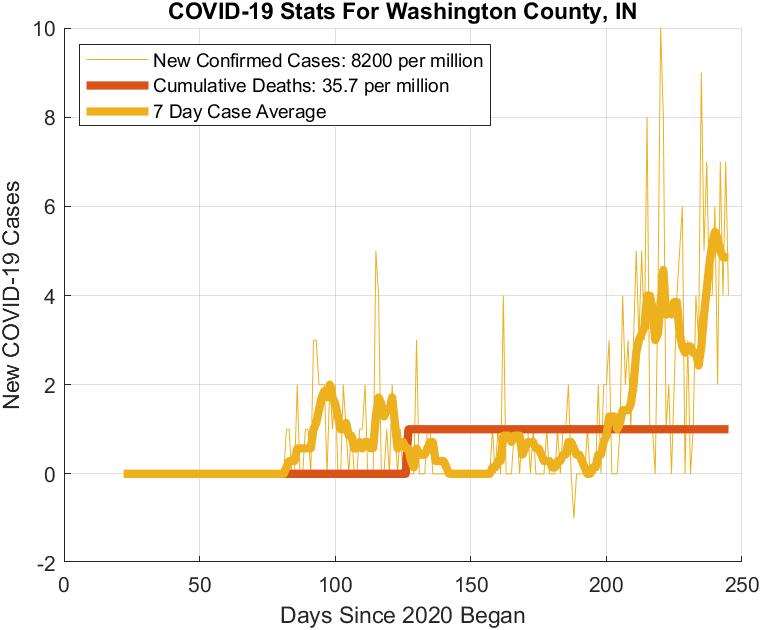 COVID-19 Stats For Washington County, IN
New Confirmed Cases: 8200 per million
Cumulative Deaths: 35.7 per million
7 Day Case Average
New COVID-19 Cases
10
8
6
4
2
0
-2
0 50 100 150 200 250
Days Since 2020 Began